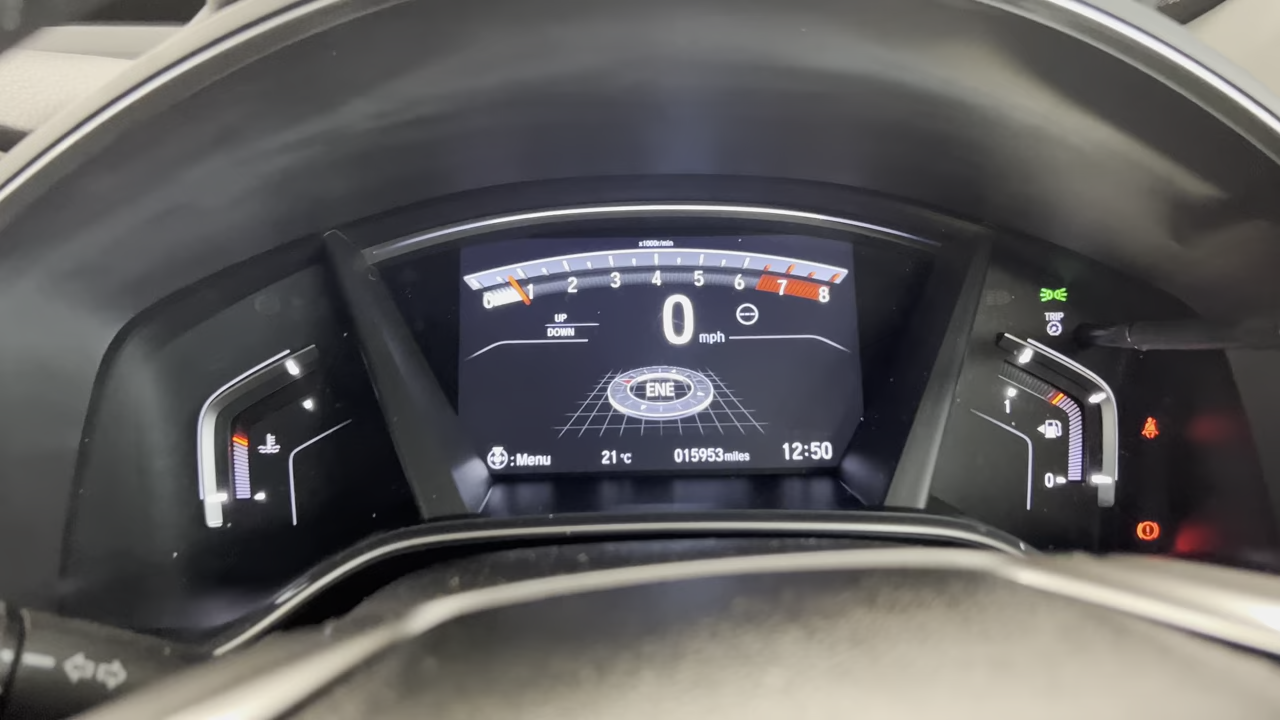 x1000r/min
0 1 2 3 4 5 6 7 8
UP
DOWN
0 mph
TRIP
ENE
1
0
:Menu
21 °C
015953 miles
12:50